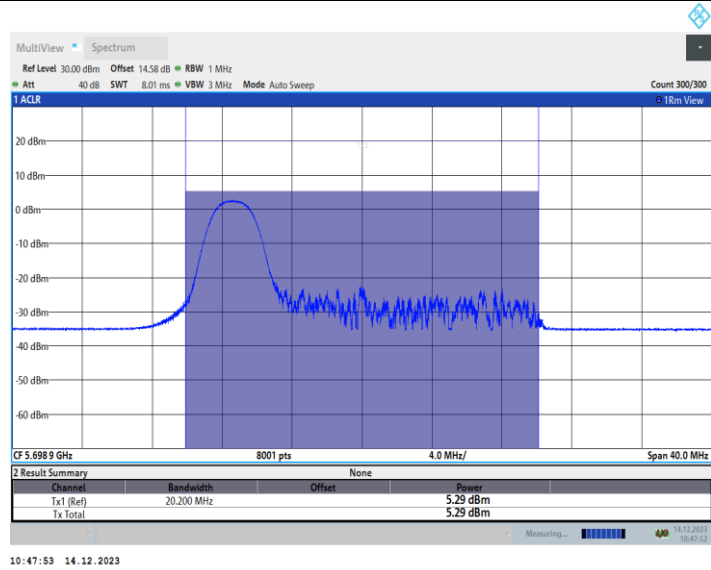 R&S
MultiView Spectrum
Ref Level 30.00 dBm Offset 14.58 dB RBW 1 MHz
Att 40 dB SWT 8.01 ms VBW 3 MHz Mode Auto Sweep Count 300/300
1 ACLR 1Rm View
20 dBm
10 dBm
0 dBm
-10 dBm
-20 dBm
-30 dBm
-40 dBm
-50 dBm
-60 dBm
CF 5.698 9 GHz 8001 pts 4.0 MHz/ Span 40.0 MHz
2 Result Summary None
Channel Bandwidth Offset Power
Tx1 (Ref) 20.200 MHz 5.29 dBm
Tx Total 5.29 dBm
Measuring... 14.12.2023
10:47:52
10:47:53 14.12.2023